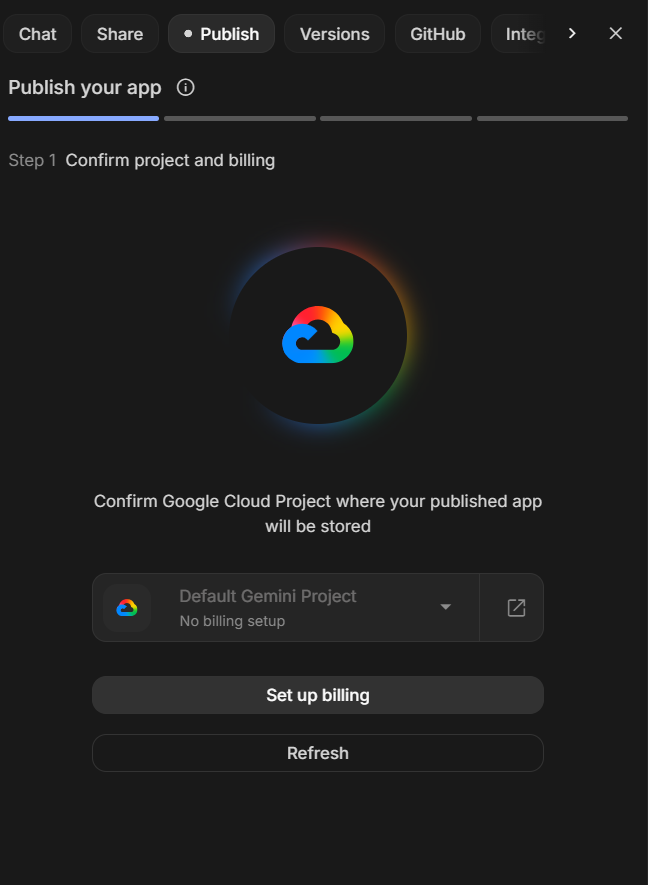 Chat Share Publish Versions GitHub Integ
Publish your app
Step 1 Confirm project and billing
Confirm Google Cloud Project where your published app
will be stored
Default Gemini Project
No billing setup
Set up billing
Refresh